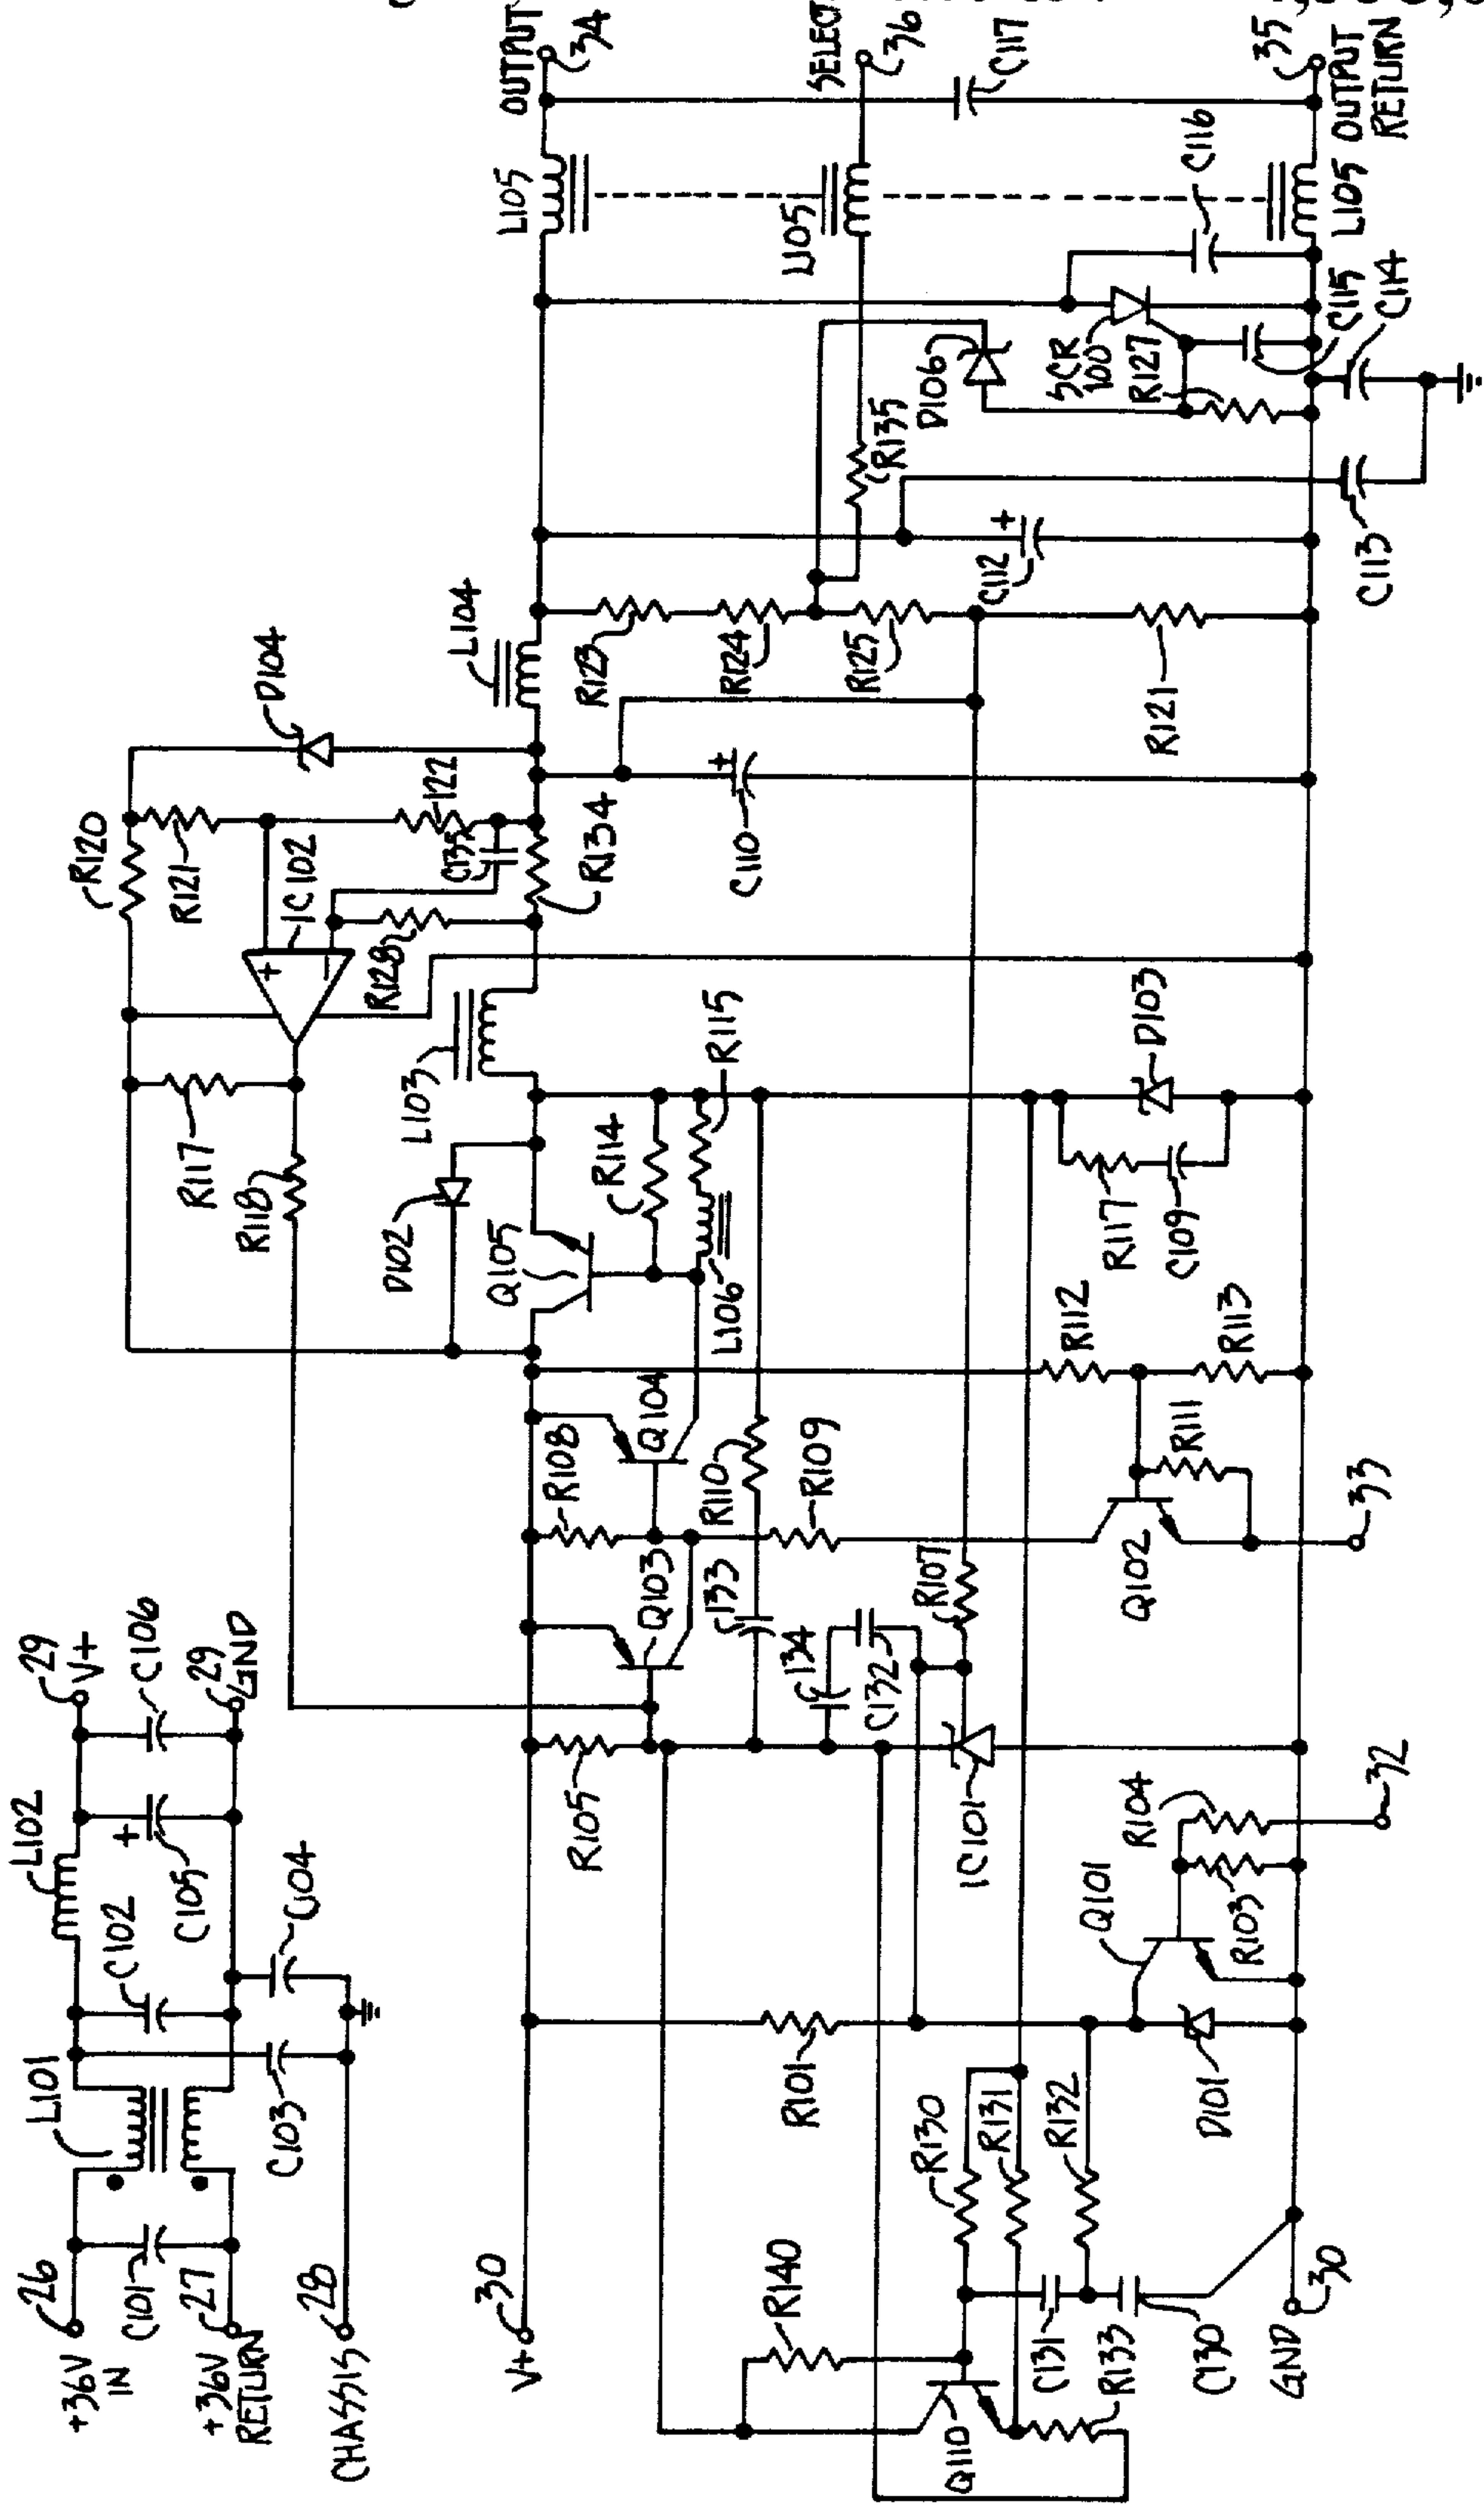 +36V
IN
26
C101
27
+36V
RETURN
28
CHASSIS
L101
C103
C102
L102
C105
C104
29
V+
C106
29
GND
30
V+
R105
R101
R140
R130
R131
R132
Q110
C131
R133
C130
GND
30
D101
Q101
R103
R104
32
IC101
C134
C132
R107
C133
Q103
R108
Q104
R110
R109
Q102
R111
33
R112
R113
L106
Q105
D102
R114
R115
R117
C109
D103
L103
R118
R117
R120
R121
IC102
R128
C135
122
R134
C110
D104
L104
R123
R124
R125
R121
C112
R135
C113
D106
SCR
100
R127
C115
C114
C116
L105
L105
L105
C117
OUTPUT
34
SELECT
36
35
OUTPUT
RETURN